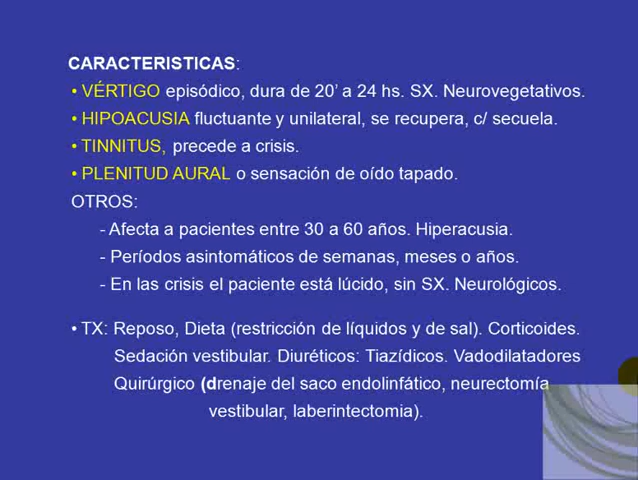 CARACTERISTICAS:
• VÉRTIGO episódico, dura de 20' a 24 hs. SX. Neurovegetativos.
• HIPOACUSIA fluctuante y unilateral, se recupera, c/ secuela.
• TINNITUS, precede a crisis.
• PLENITUD AURAL o sensación de oído tapado.
OTROS:
- Afecta a pacientes entre 30 a 60 años. Hiperacusia.
- Períodos asintomáticos de semanas, meses o años.
- En las crisis el paciente está lúcido, sin SX. Neurológicos.
• TX: Reposo, Dieta (restricción de líquidos y de sal). Corticoides.
Sedación vestibular. Diuréticos: Tiazídicos. Vadodilatadores
Quirúrgico (drenaje del saco endolinfático, neurectomía
vestibular, laberintectomia).